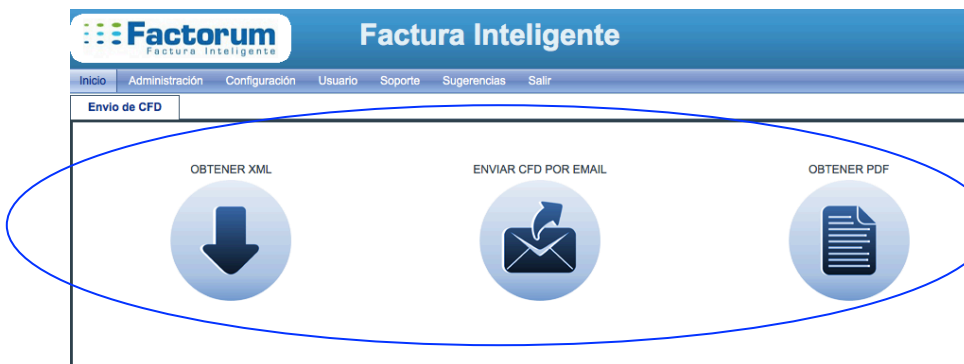 Factorum
Factura Inteligente
Factura Inteligente
Inicio Administración Configuración Usuario Soporte Sugerencias Salir
Envio de CFD
OBTENER XML ENVIAR CFD POR EMAIL OBTENER PDF